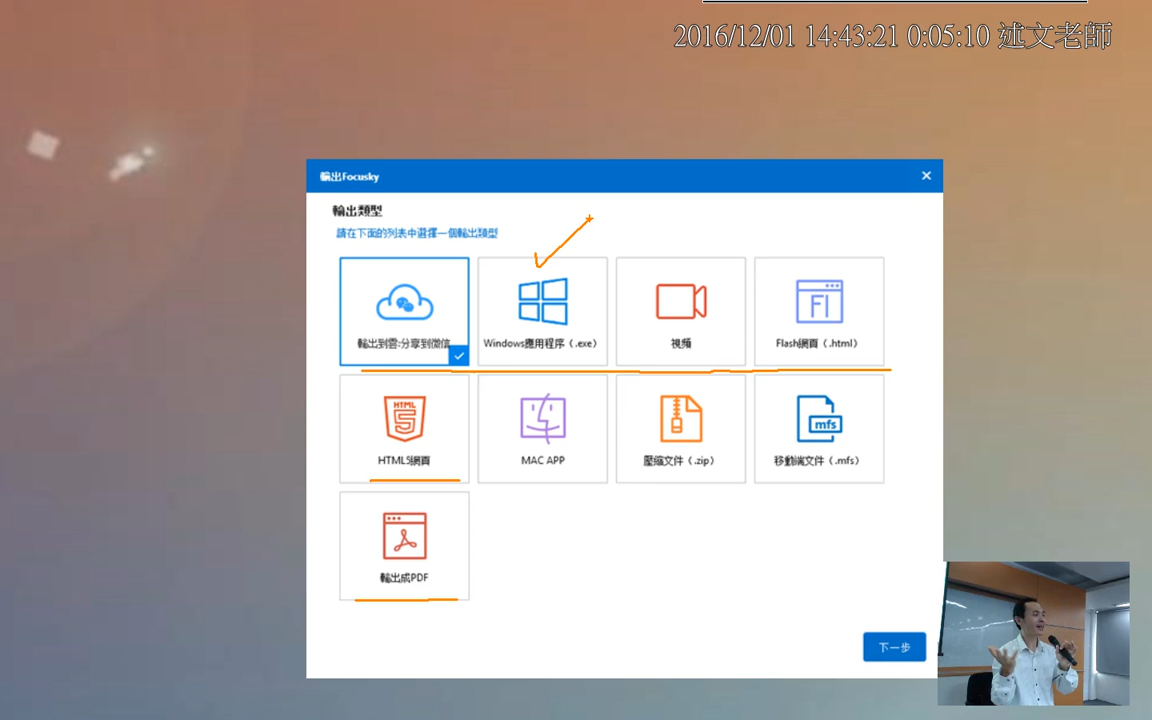 2016/12/01 14:43:21 0:05:10 述文老師
輸出Focusky
輸出類型
請在下面的列表中選擇一個輸出類型
輸出到雲:分享到微信
Windows應用程序 (.exe)
視頻
Flash網頁 (.html)
FI
HTML
5
HTML5網頁
MAC APP
壓縮文件 (.zip)
mfs
移動端文件 (.mfs)
輸出成PDF
下一步